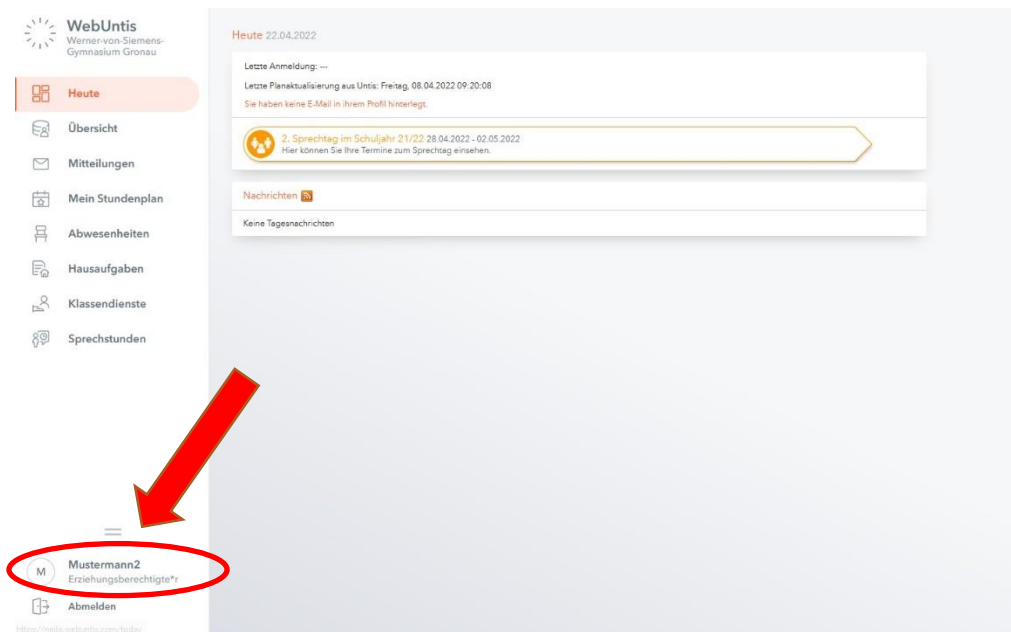 WebUntis
Werner-von-Siemens-
Gymnasium Gronau
Heute
Übersicht
Mitteilungen
Mein Stundenplan
Abwesenheiten
Hausaufgaben
Klassendienste
Sprechstunden
M
Mustermann2
Erziehungsberechtigte*r
Abmelden
Heute 22.04.2022
Letzte Anmeldung: ---
Letzte Planaktualisierung aus Untis: Freitag, 08.04.2022 09:20:08
Sie haben keine E-Mail in ihrem Profil hinterlegt.
2. Sprechtag im Schuljahr 21/22 28.04.2022 - 02.05.2022
Hier können Sie Ihre Termine zum Sprechtag einsehen.
Nachrichten
Keine Tagesnachrichten